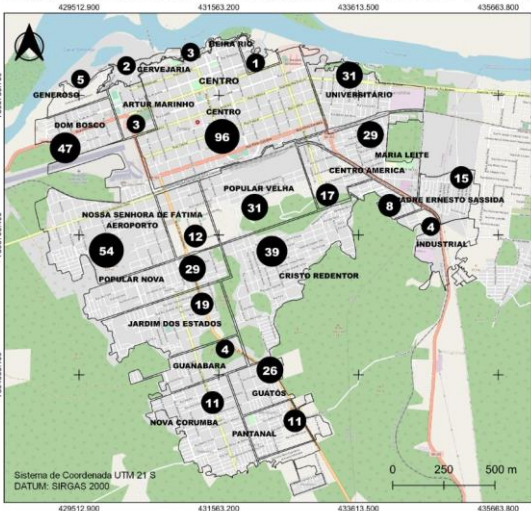 429512.900 431563.200 433613.500 435663.800
BEIRA RIO
3
1
2
CERVEJARIA
5
CENTRO
31
GENEROSO
UNIVERSITÁRIO
ARTUR MARINHO
CENTRO
3
DOM BOSCO
96
29
47
MARIA LEITE
CENTRO AMERICA
15
POPULAR VELHA
17
PADRE ERNESTO SASSIDA
31
8
NOSSA SENHORA DE FÁTIMA
AEROPORTO
4
12
INDUSTRIAL
54
39
29
CRISTO REDENTOR
POPULAR NOVA
19
JARDIM DOS ESTADOS
4
GUANABARA
26
GUATÓS
11
NOVA CORUMBA
11
PANTANAL
Sistema de Coordenada UTM 21 S
DATUM: SIRGAS 2000
0 250 500 m
429512.900 431563.200 433613.500 435663.800